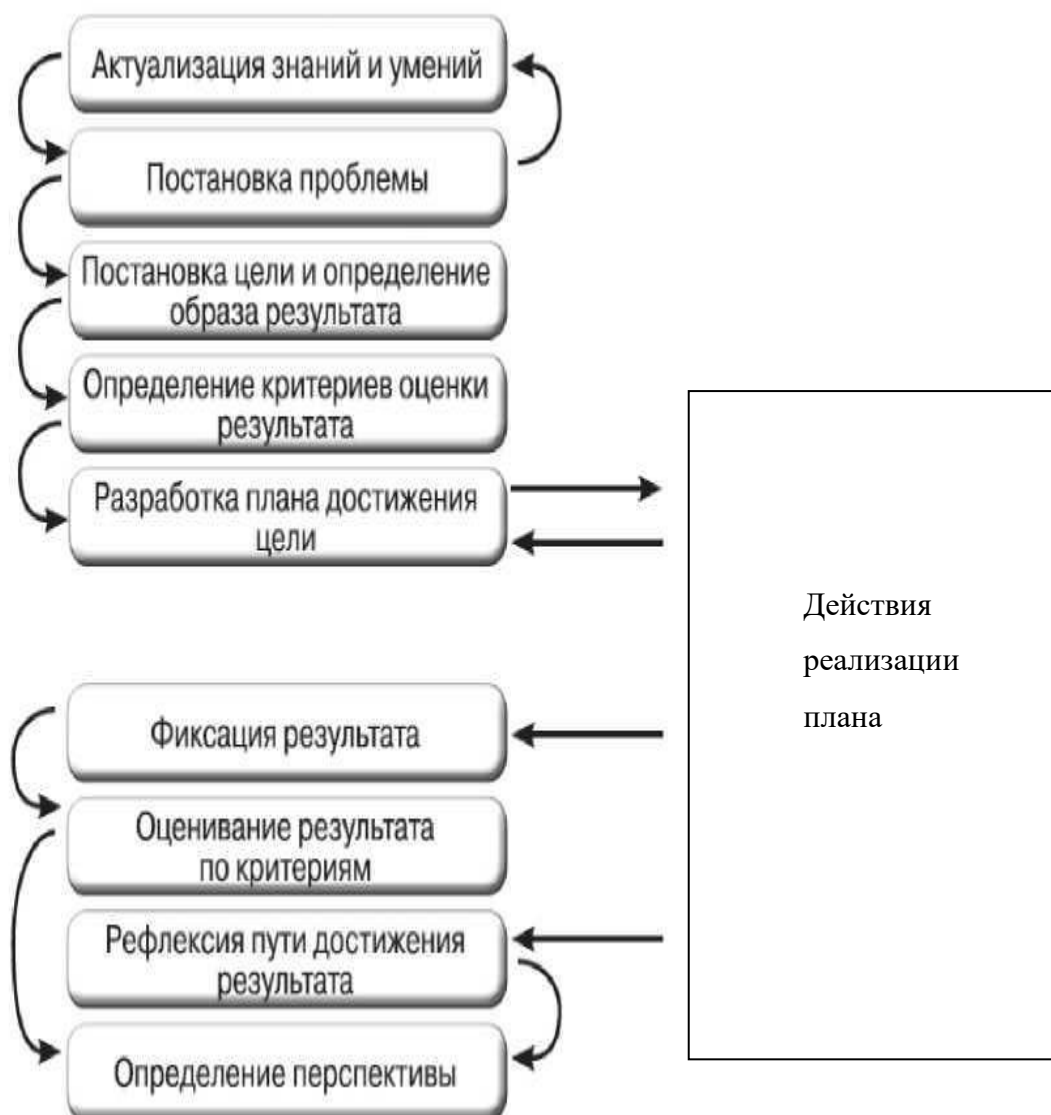 Актуализация знаний и умений
Постановка проблемы
Постановка цели и определение
образа результата
Определение критериев оценки
результата
Разработка плана достижения
цели
Действия
реализации
плана
Фиксация результата
Оценивание результата
по критериям
Рефлексия пути достижения
результата
Определение перспективы